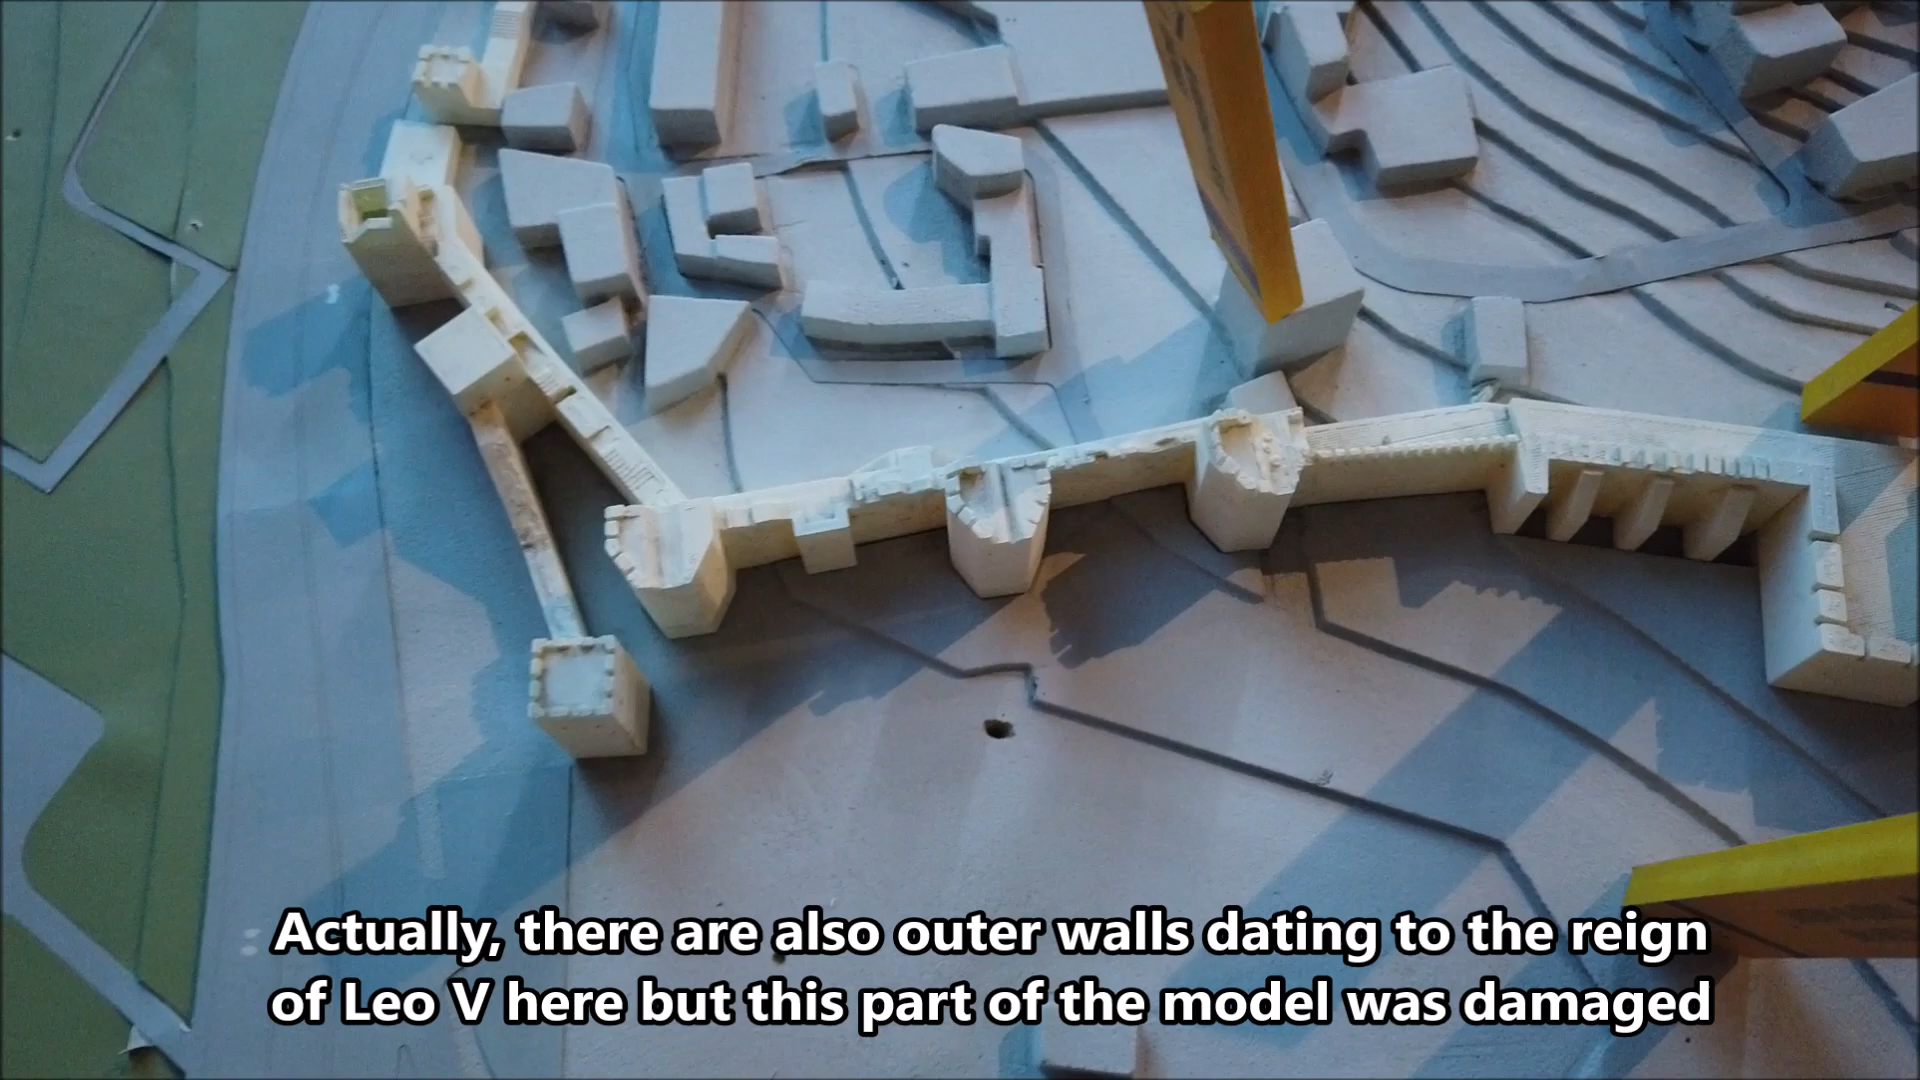 Actually, there are also outer walls dating to the reign
of Leo V here but this part of the model was damaged